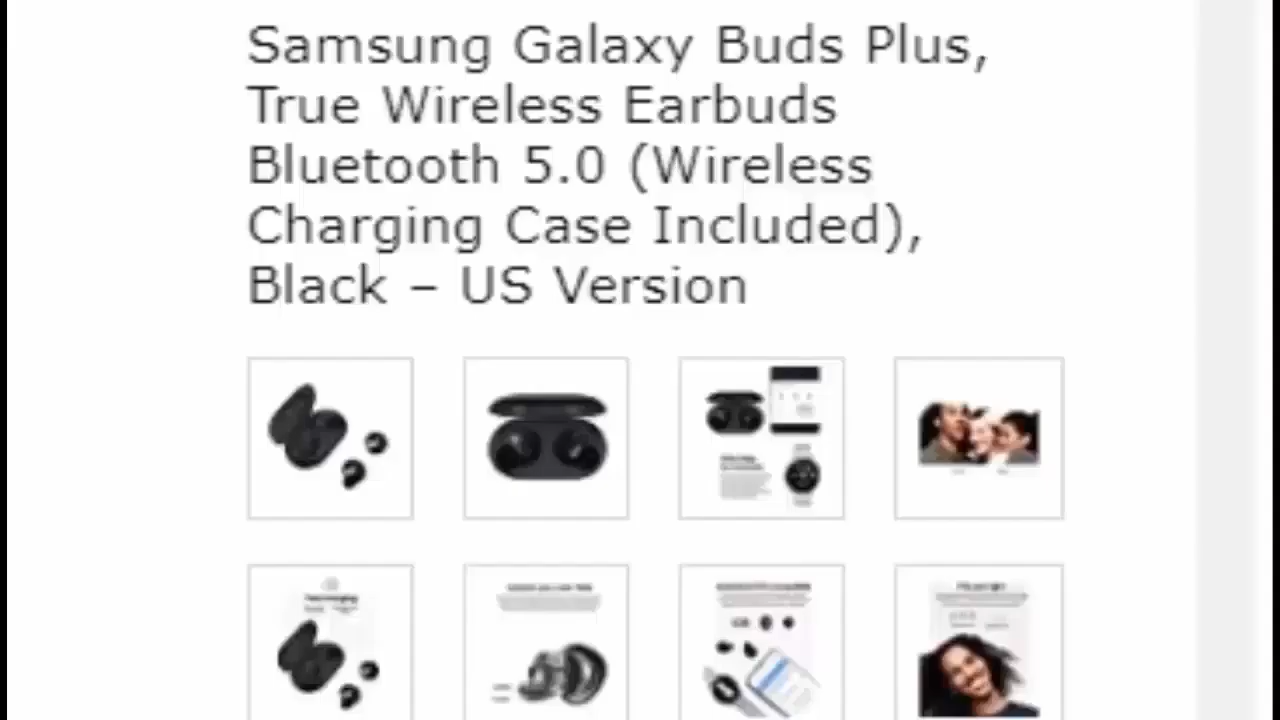 Samsung Galaxy Buds Plus,
True Wireless Earbuds
Bluetooth 5.0 (Wireless
Charging Case Included),
Black – US Version